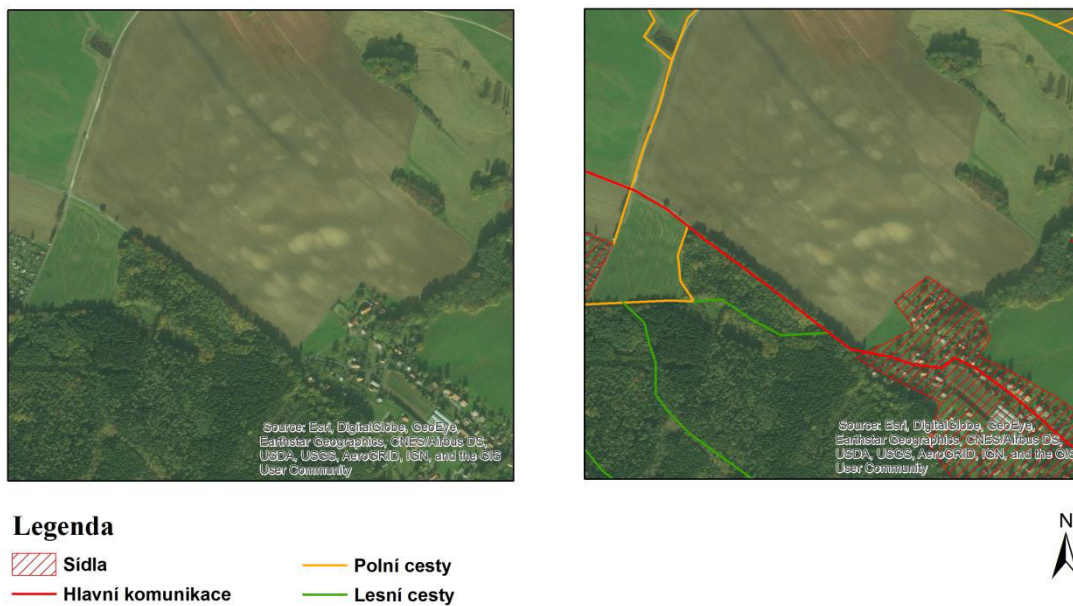 Source: Esri, DigitalGlobe, GeoEye,
Earthstar Geographics, CNES/Airbus DS,
USDA, USGS, AeroGRID, IGN, and the GIS
User Community
Source: Esri, DigitalGlobe, GeoEye,
Earthstar Geographics, CNES/Airbus DS,
USDA, USGS, AeroGRID, IGN, and the GIS
User Community
Legenda
Sídla
Hlavní komunikace
Polní cesty
Lesní cesty
N